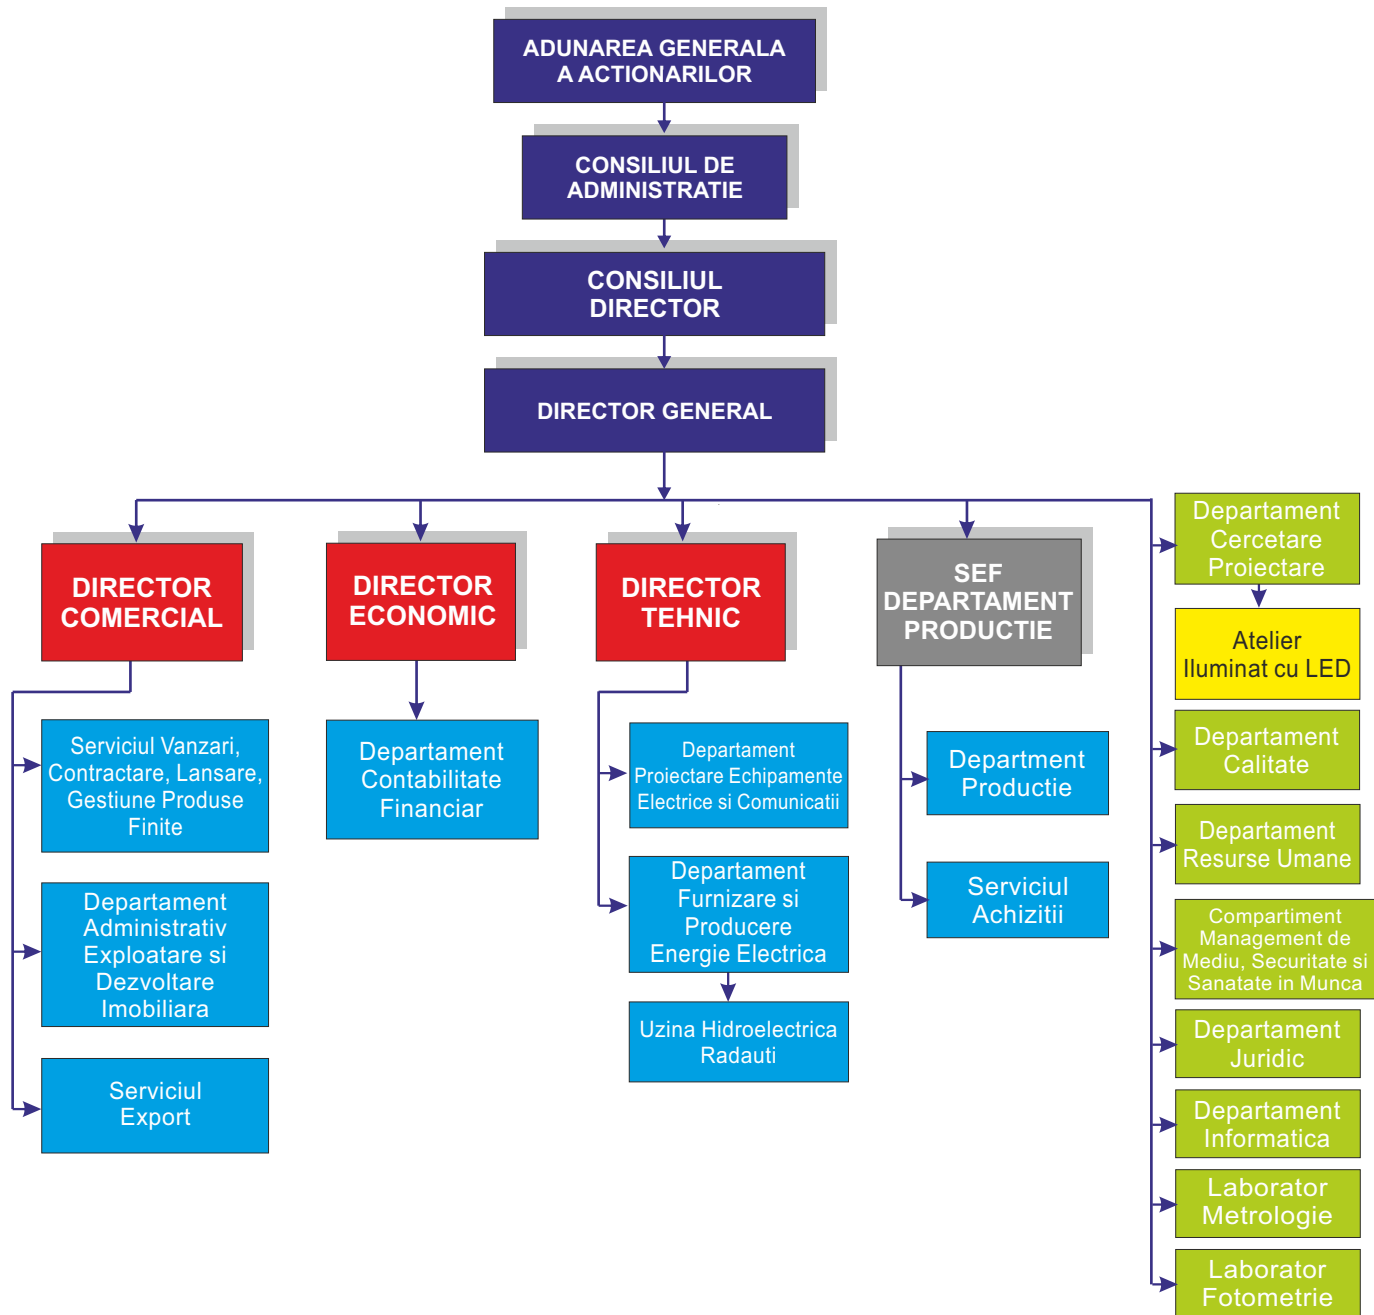 ADUNAREA GENERALA
A ACTIONARILOR
CONSILIUL DE
ADMINISTRATIE
CONSILIUL
DIRECTOR
DIRECTOR GENERAL
DIRECTOR
COMERCIAL
Serviciul Vanzari,
Contractare, Lansare,
Gestiune Produse
Finite
Departament
Administrativ
Exploatare si
Dezvoltare
Imobiliara
Serviciul
Export
DIRECTOR
ECONOMIC
Departament
Contabilitate
Financiar
DIRECTOR
TEHNIC
Departament
Proiectare Echipamente
Electrice si Comunicatii
Departament
Furnizare si
Producere
Energie Electrica
Uzina Hidroelectrica
Radauti
SEF
DEPARTAMENT
PRODUCTIE
Department
Productie
Serviciul
Achizitii
Departament
Cercetare
Proiectare
Atelier
Iluminat cu LED
Departament
Calitate
Departament
Resurse Umane
Compartiment
Management de
Mediu, Securitate si
Sanatate in Munca
Departament
Juridic
Departament
Informatica
Laborator
Metrologie
Laborator
Fotometrie